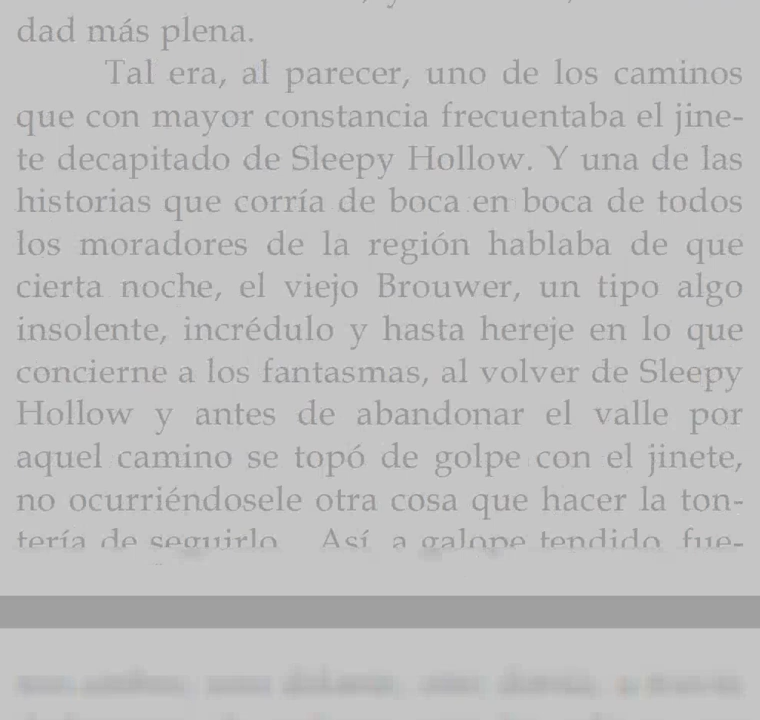 dad más plena.
Tal era, al parecer, uno de los caminos
que con mayor constancia frecuentaba el jine-
te decapitado de Sleepy Hollow. Y una de las
historias que corría de boca en boca de todos
los moradores de la región hablaba de que
cierta noche, el viejo Brouwer, un tipo algo
insolente, incrédulo y hasta hereje en lo que
concierne a los fantasmas, al volver de Sleepy
Hollow y antes de abandonar el valle por
aquel camino se topó de golpe con el jinete,
no ocurriéndosele otra cosa que hacer la ton-
tería de seguirlo Así a galope tendido fue-